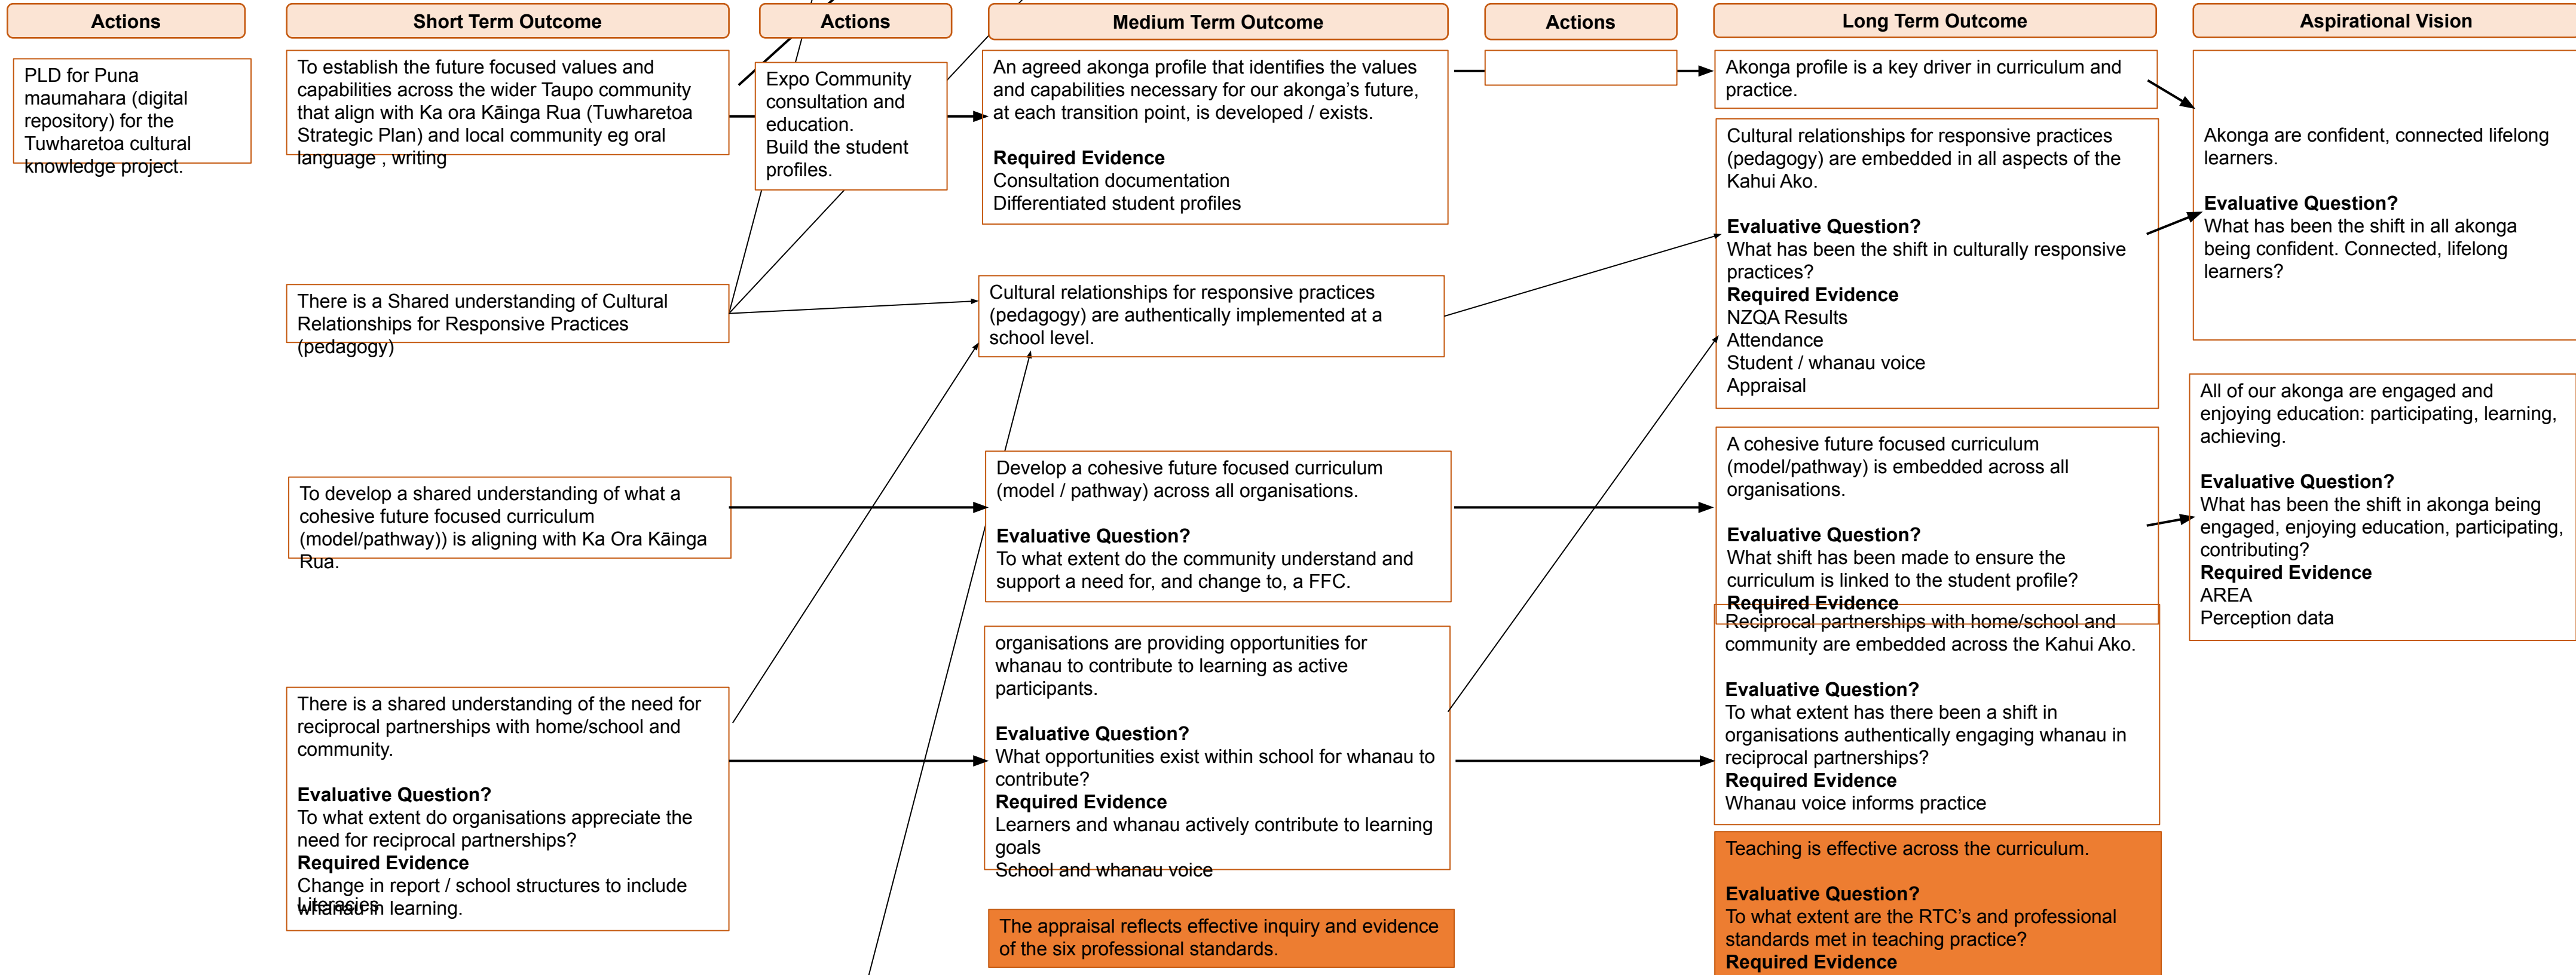 Actions
Short Term Outcome
Actions
Medium Term Outcome
Actions
Long Term Outcome
Aspirational Vision
PLD for Puna
maumahara (digital
repository) for the
Tuwharetoa cultural
knowledge project.
To establish the future focused values and
capabilities across the wider Taupo community
that align with Ka ora Kāinga Rua (Tuwharetoa
Strategic Plan) and local community eg oral
language , writing
There is a Shared understanding of Cultural
Relationships for Responsive Practices
(pedagogy)
To develop a shared understanding of what a
cohesive future focused curriculum
(model/pathway)) is aligning with Ka Ora Kāinga
Rua.
There is a shared understanding of the need for
reciprocal partnerships with home/school and
community.
Evaluative Question?
To what extent do organisations appreciate the
need for reciprocal partnerships?
Required Evidence
Change in report / school structures to include
whanau in learning.
Literacies
Expo Community
consultation and
education.
Build the student
profiles.
An agreed akonga profile that identifies the values
and capabilities necessary for our akonga's future,
at each transition point, is developed / exists.
Required Evidence
Consultation documentation
Differentiated student profiles
Cultural relationships for responsive practices
(pedagogy) are authentically implemented at a
school level.
Develop a cohesive future focused curriculum
(model / pathway) across all organisations.
Evaluative Question?
To what extent do the community understand and
support a need for, and change to, a FFC.
organisations are providing opportunities for
whanau to contribute to learning as active
participants.
Evaluative Question?
What opportunities exist within school for whanau to
contribute?
Required Evidence
Learners and whanau actively contribute to learning
goals
School and whanau voice
The appraisal reflects effective inquiry and evidence
of the six professional standards.
Akonga profile is a key driver in curriculum and
practice.
Cultural relationships for responsive practices
(pedagogy) are embedded in all aspects of the
Kahui Ako.
Evaluative Question?
What has been the shift in culturally responsive
practices?
Required Evidence
NZQA Results
Attendance
Student / whanau voice
Appraisal
A cohesive future focused curriculum
(model/pathway) is embedded across all
organisations.
Evaluative Question?
What shift has been made to ensure the
curriculum is linked to the student profile?
Required Evidence
Reciprocal partnerships with home/school and
community are embedded across the Kahui Ako.
Evaluative Question?
To what extent has there been a shift in
organisations authentically engaging whanau in
reciprocal partnerships?
Required Evidence
Whanau voice informs practice
Teaching is effective across the curriculum.
Evaluative Question?
To what extent are the RTC's and professional
standards met in teaching practice?
Required Evidence
Akonga are confident, connected lifelong
learners.
Evaluative Question?
What has been the shift in all akonga
being confident. Connected, lifelong
learners?
All of our akonga are engaged and
enjoying education: participating, learning,
achieving.
Evaluative Question?
What has been the shift in akonga being
engaged, enjoying education, participating,
contributing?
Required Evidence
AREA
Perception data